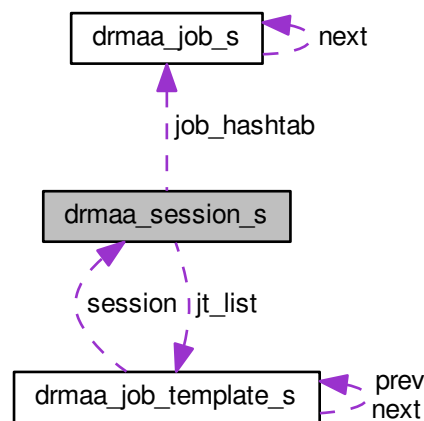 drmaa_job_s
next
job_hashtab
drmaa_session_s
session
jt_list
drmaa_job_template_s
prev
next